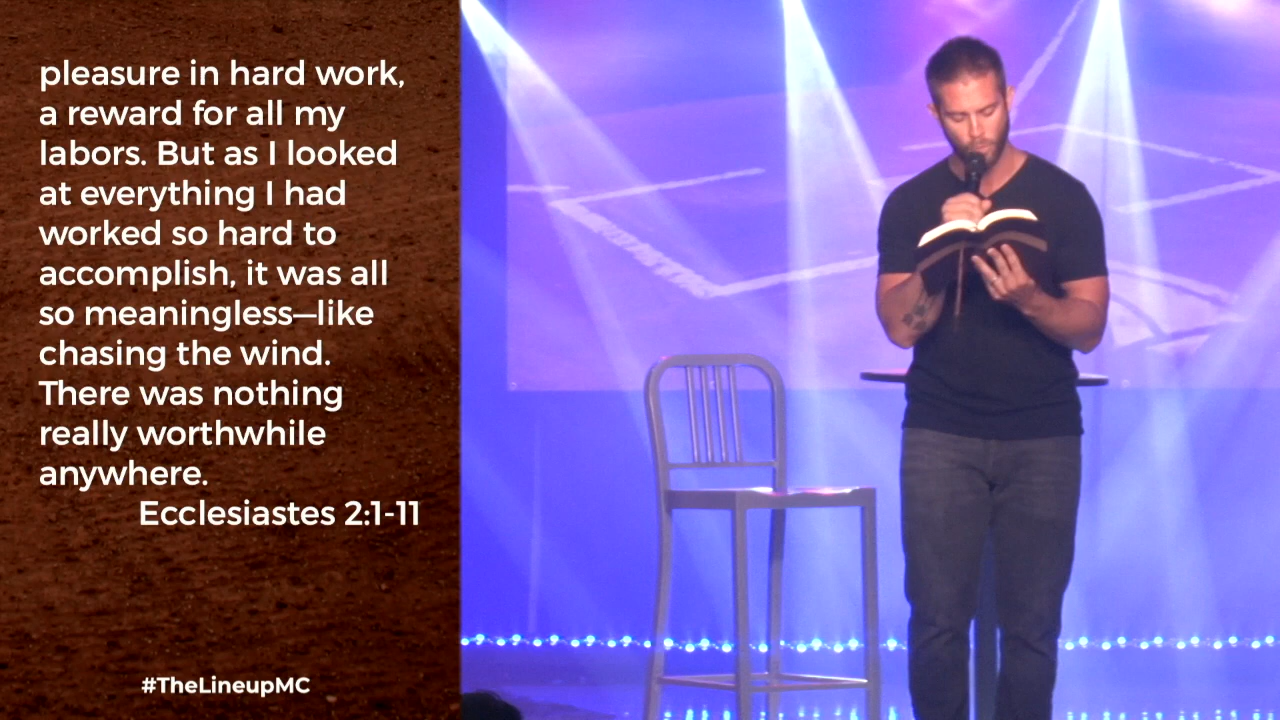 pleasure in hard work,
a reward for all my
labors. But as I looked
at everything I had
worked so hard to
accomplish, it was all
so meaningless—like
chasing the wind.
There was nothing
really worthwhile
anywhere.
Ecclesiastes 2:1-11
#TheLineupMC